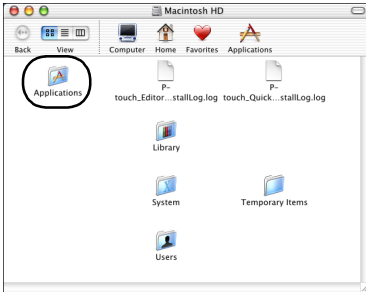 Macintosh HD
Back View Computer Home Favorites Applications
Applications
P-
touch_Editor...stallLog.log
P-
touch_Quick...stallLog.log
Library
System
Temporary Items
Users